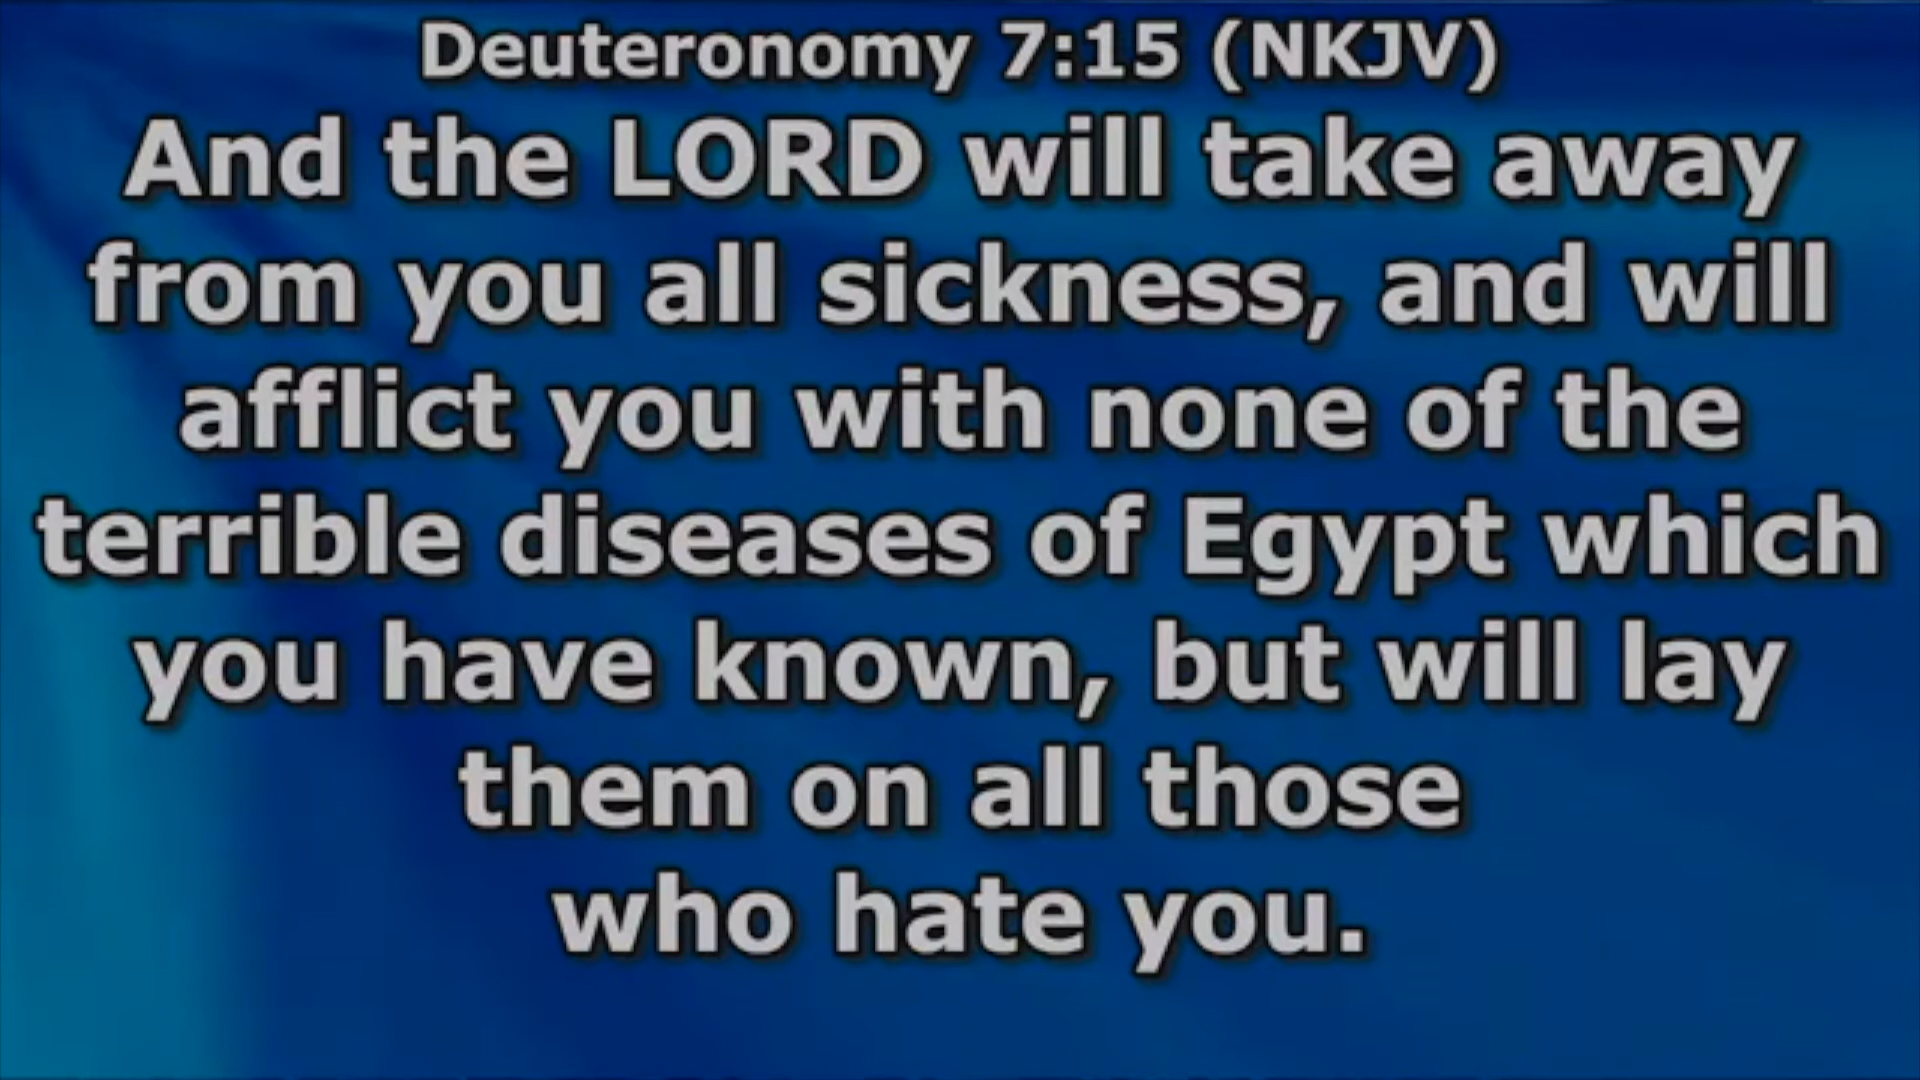 Deuteronomy 7:15 (NKJV)
And the LORD will take away
from you all sickness, and will
afflict you with none of the
terrible diseases of Egypt which
you have known, but will lay
them on all those
who hate you.